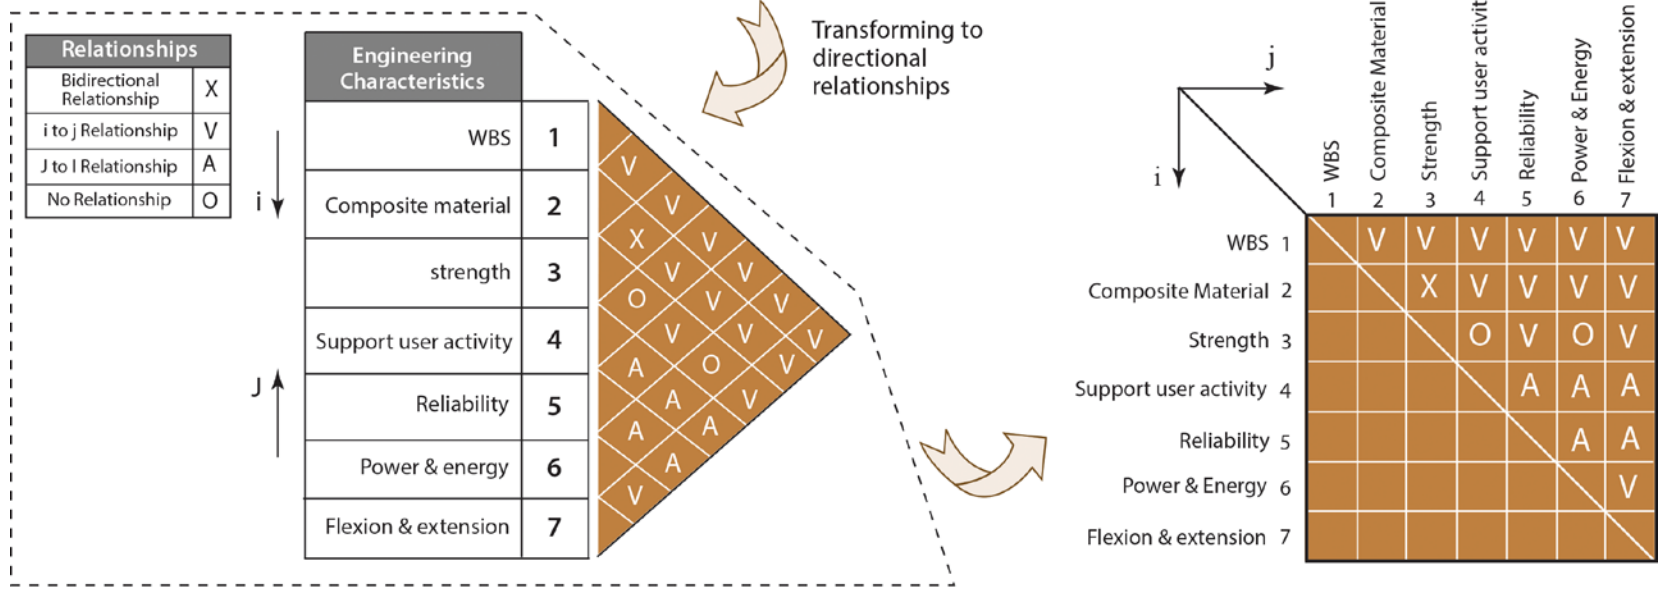 Relationships
Bidirectional
Relationship
X
i to j Relationship V
J to I Relationship A
No Relationship O
i
J
Engineering
Characteristics
WBS 1
Composite material 2
strength 3
Support user activity 4
Reliability 5
Power & energy 6
Flexion & extension 7
V
V
X V
V V
O V V
V V V
A O V
A V
A A
A
V
Transforming to
directional
relationships
j
i
WBS
Composite Material
Strength
Support user activit
Reliability
Power & Energy
Flexion & extension
1 2 3 4 5 6 7
WBS 1 V V V V V V
Composite Material 2 X V V V V
Strength 3 O V O V
Support user activity 4 A A A
Reliability 5 A A
Power & Energy 6 V
Flexion & extension 7